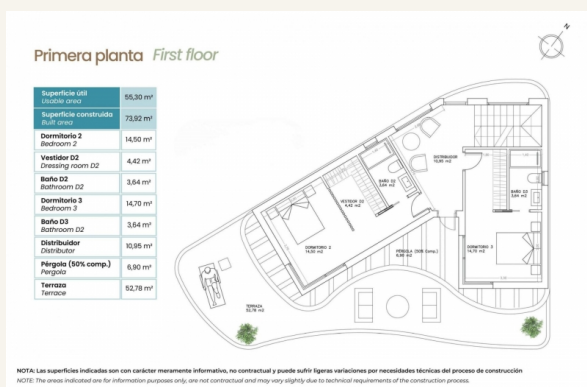 Primera planta First floor
N
Superficie útil 55,30 m²
Usable area
Superficie construida 73,92 m²
Built area
Dormitorio 2 14,50 m²
Bedroom 2
Vestidor D2 4,42 m²
Dressing room D2
Baño D2 3,64 m²
Bathroom D2
Dormitorio 3 14,70 m²
Bedroom 3
Baño D3 3,64 m²
Bathroom D2
Distribuidor 10,95 m²
Distributor
Pérgola (50% comp.) 6,90 m²
Pergola
Terraza 52,78 m²
Terrace
DISTRIBUIDOR
BAÑO D2
3,64 m2
VESTIDOR D2
4,42 m2
BAÑO D3
3,64 m2
DORMITORIO 2
14,50 m2
PÉRGOLA (50% Comp.)
DORMITORIO 3
14,70 m2
TERRAZA
52,78 m2
NOTA: Las superficies indicadas son con carácter meramente informativo, no contractual y puede sufrir ligeras variaciones por necesidades técnicas del proceso de construcción
NOTE: The areas indicated are for information purposes only, are not contractual and may vary slightly due to technical requirements of the construction process.